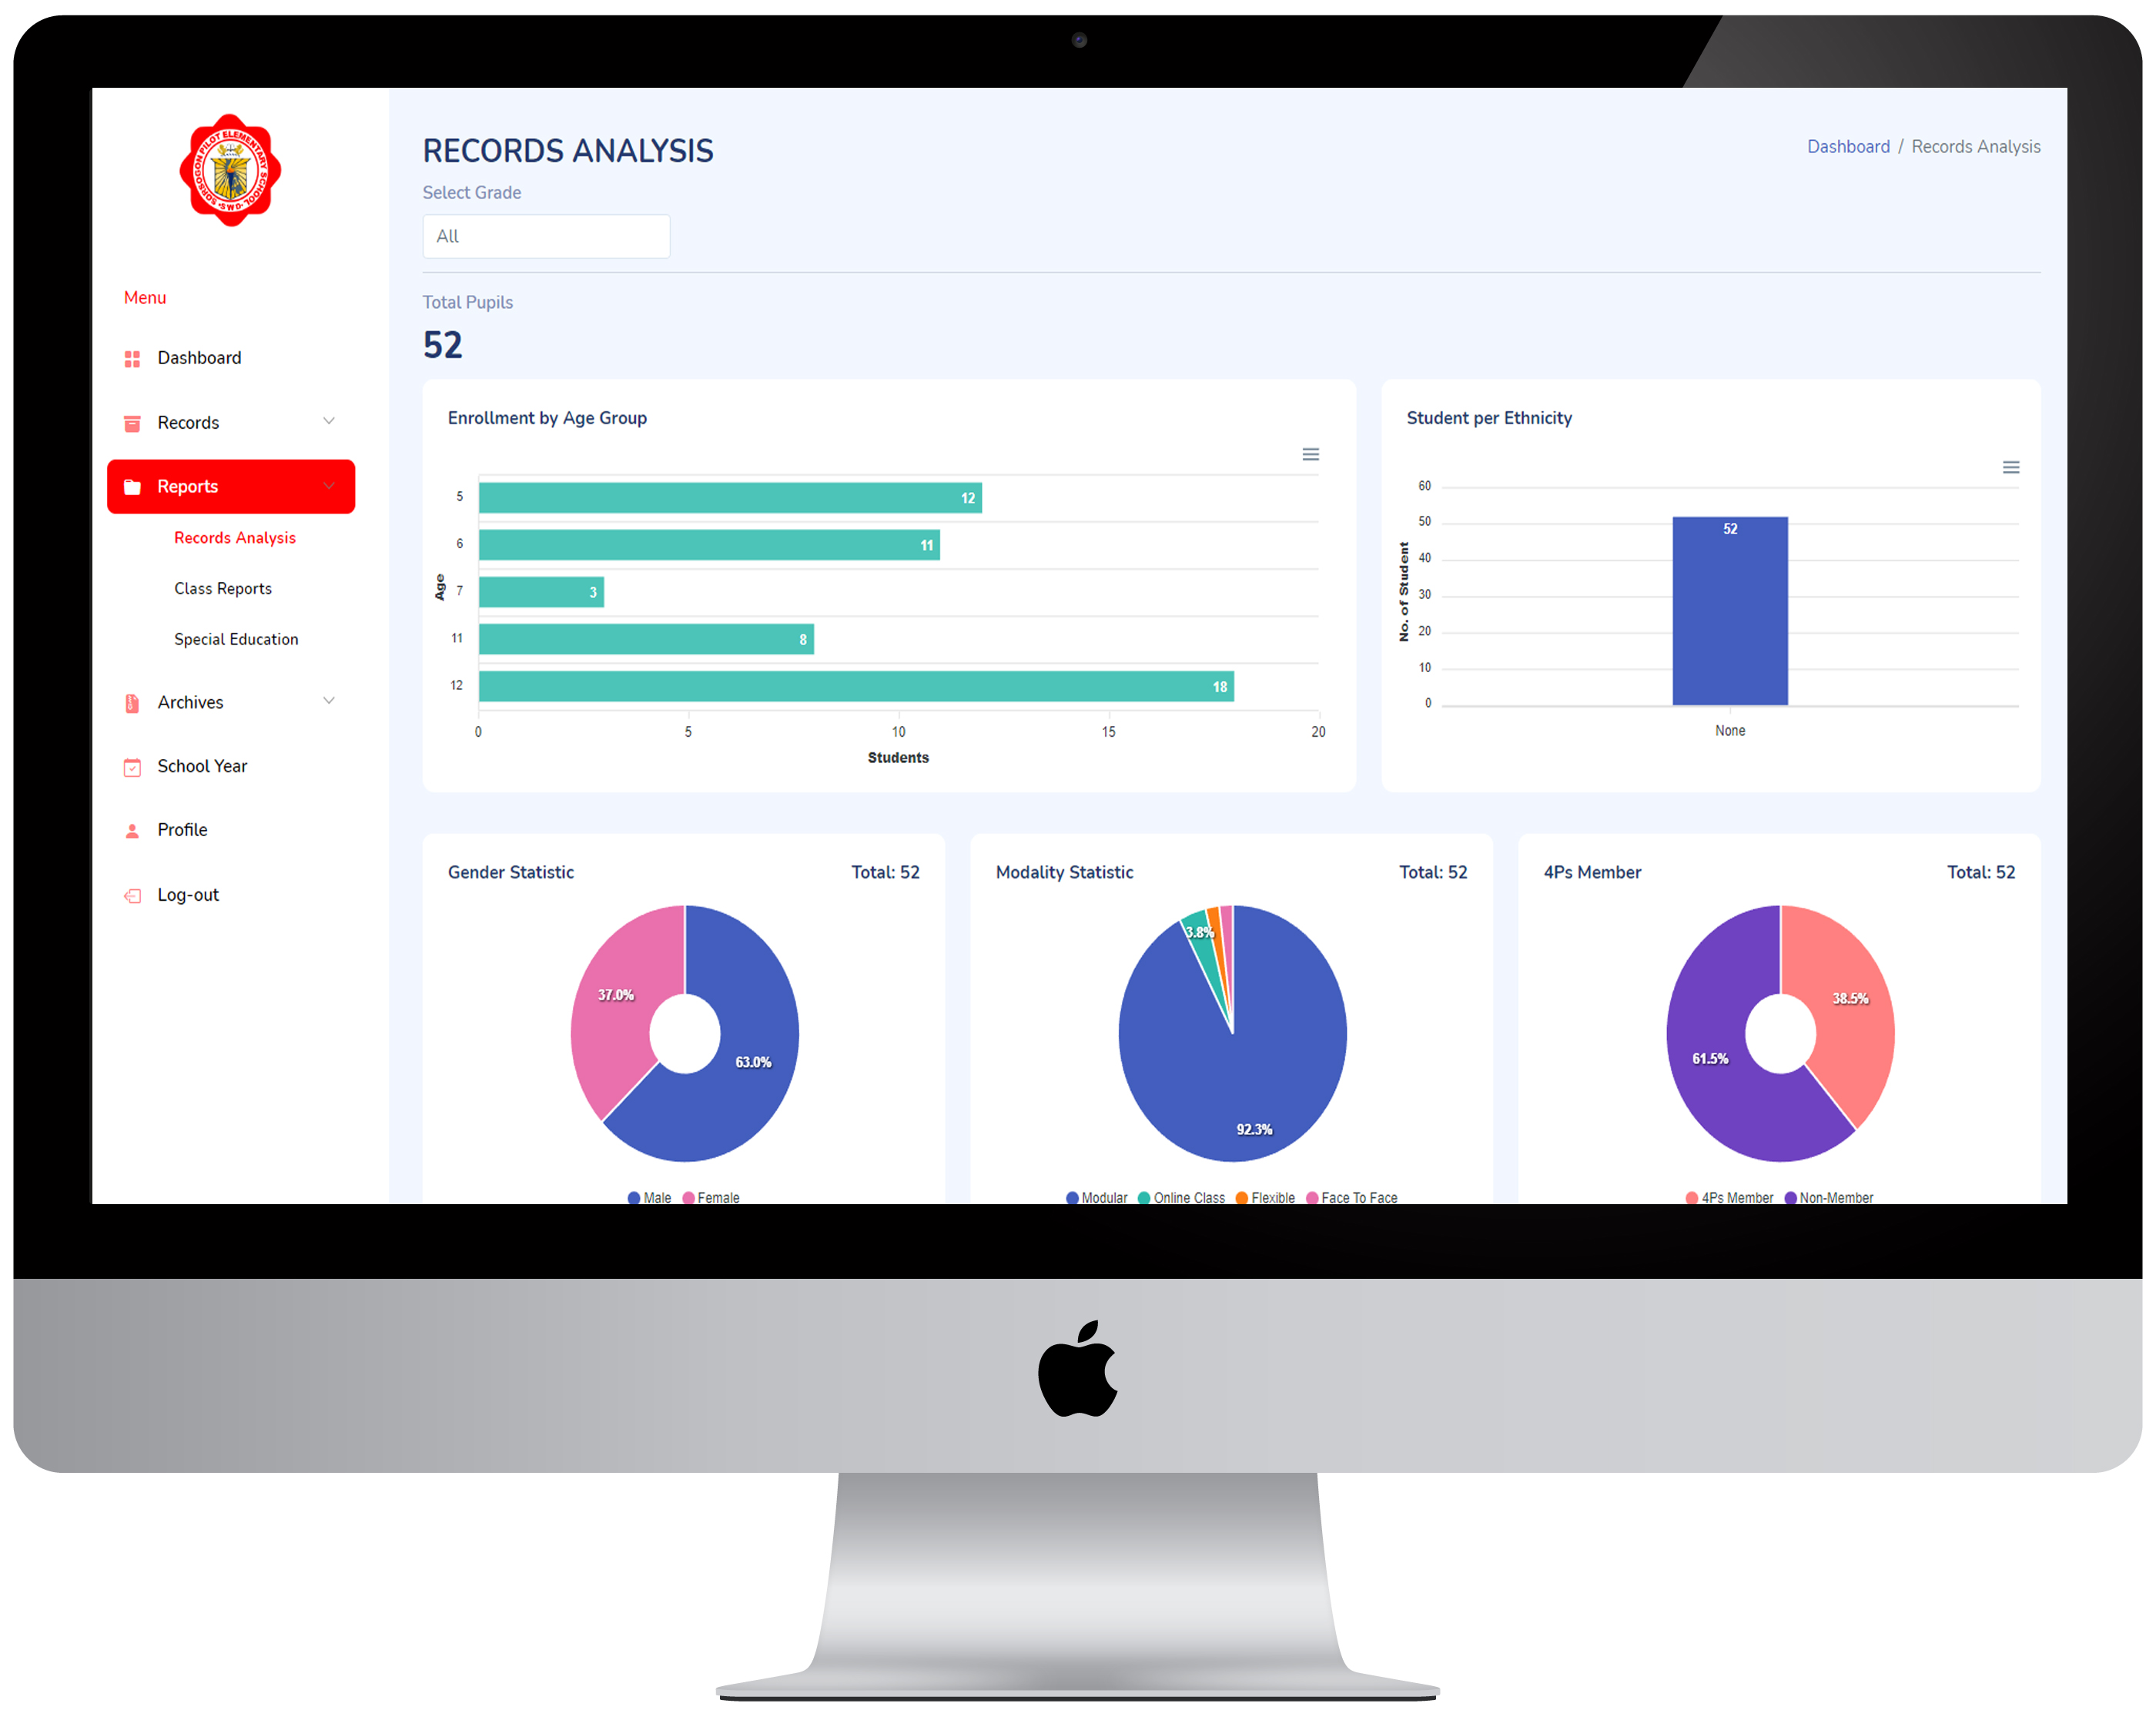 SORSOGON PILOT ELEMENTARY SCHOOL
SWD
Menu
Dashboard
Records
Reports
Records Analysis
Class Reports
Special Education
Archives
School Year
Profile
Log-out
RECORDS ANALYSIS
Dashboard / Records Analysis
Select Grade
All
Total Pupils
52
Enrollment by Age Group
Age
5
12
6
11
7
3
11
8
12
18
0 5 10 15 20
Students
Student per Ethnicity
No. of Student
60
50
40
30
20
10
0
52
None
Gender Statistic Total: 52
37.0%
63.0%
Male Female
Modality Statistic Total: 52
3.8%
92.3%
Modular Online Class Flexible Face To Face
4Ps Member Total: 52
38.5%
61.5%
4Ps Member Non-Member